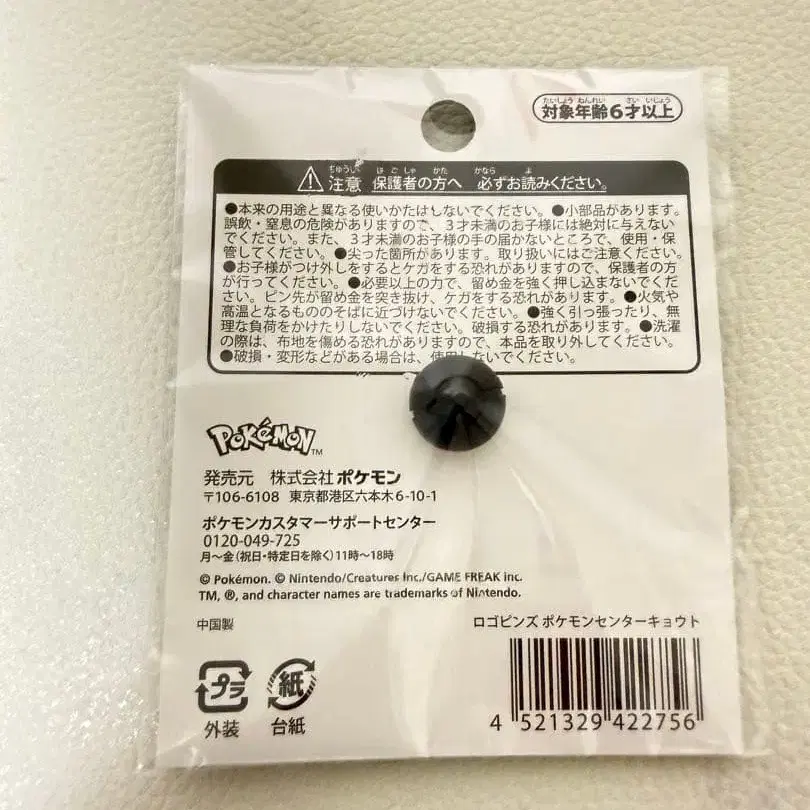 対象年齢6才以上
注意 保護者の方へ 必ずお読みください。
●本来の用途と異なる使いかたはしないでください。●小部品があります。
誤飲・窒息の危険がありますので、3才未満のお子様には絶対に与えない
でください。また、3才未満のお子様の手の届かないところで、使用・保
管してください。●尖った箇所があります。取り扱いにはご注意ください。
●お子様がつけ外しをするとケガをする恐れがありますので、保護者の方
が行ってください。●必要以上の力で、留め金を強く押し込まないでくだ
さい。ピン先が留め金を突き抜け、ケガをする恐れがあります。●火気や
高温となるもののそばに近づけないでください。●強く引っ張ったり、無
理な負荷をかけたりしないでください。破損する恐れがあります。●洗濯
の際は、布地を傷める恐れがありますので、本品を取り外してください。
●破損・変形などがある場合は、使用しないでください。
POKéMON TM
発売元 株式会社ポケモン
〒106-6108 東京都港区六本木6-10-1
ポケモンカスタマーサポートセンター
0120-049-725
月~金(祝日・特定日を除く)11時~18時
© Pokémon. © Nintendo/Creatures Inc./GAME FREAK inc.
TM, ®, and character names are trademarks of Nintendo.
中国製
ロゴピンズ ポケモンセンターキョウト
プラ 紙
外装 台紙
4 521329 422756